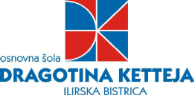 osnovna šola
DRAGOTINA KETTEJA
ILIRSKA BISTRICA